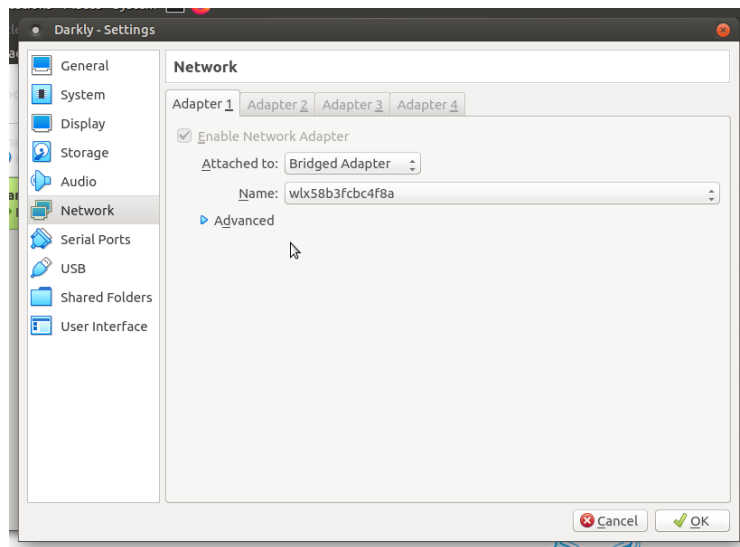 Darkly - Settings
General
System
Display
Storage
Audio
Network
Serial Ports
USB
Shared Folders
User Interface
Network
Adapter 1 Adapter 2 Adapter 3 Adapter 4
Enable Network Adapter
Attached to: Bridged Adapter
Name: wlx58b3fcbc4f8a
Advanced
Cancel OK